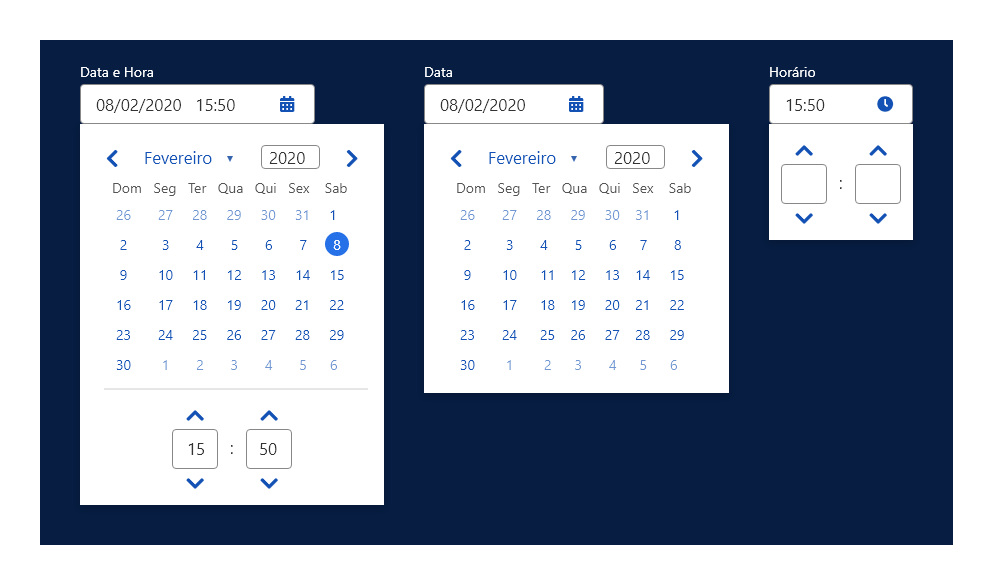 Data e Hora
08/02/2020 15:50
Fevereiro ▾ 2020
Dom Seg Ter Qua Qui Sex Sab
26 27 28 29 30 31 1
2 3 4 5 6 7 8
9 10 11 12 13 14 15
16 17 18 19 20 21 22
23 24 25 26 27 28 29
30 1 2 3 4 5 6
15 : 50
Data
08/02/2020
Fevereiro ▾ 2020
Dom Seg Ter Qua Qui Sex Sab
26 27 28 29 30 31 1
2 3 4 5 6 7 8
9 10 11 12 13 14 15
16 17 18 19 20 21 22
23 24 25 26 27 28 29
30 1 2 3 4 5 6
Horário
15:50
: